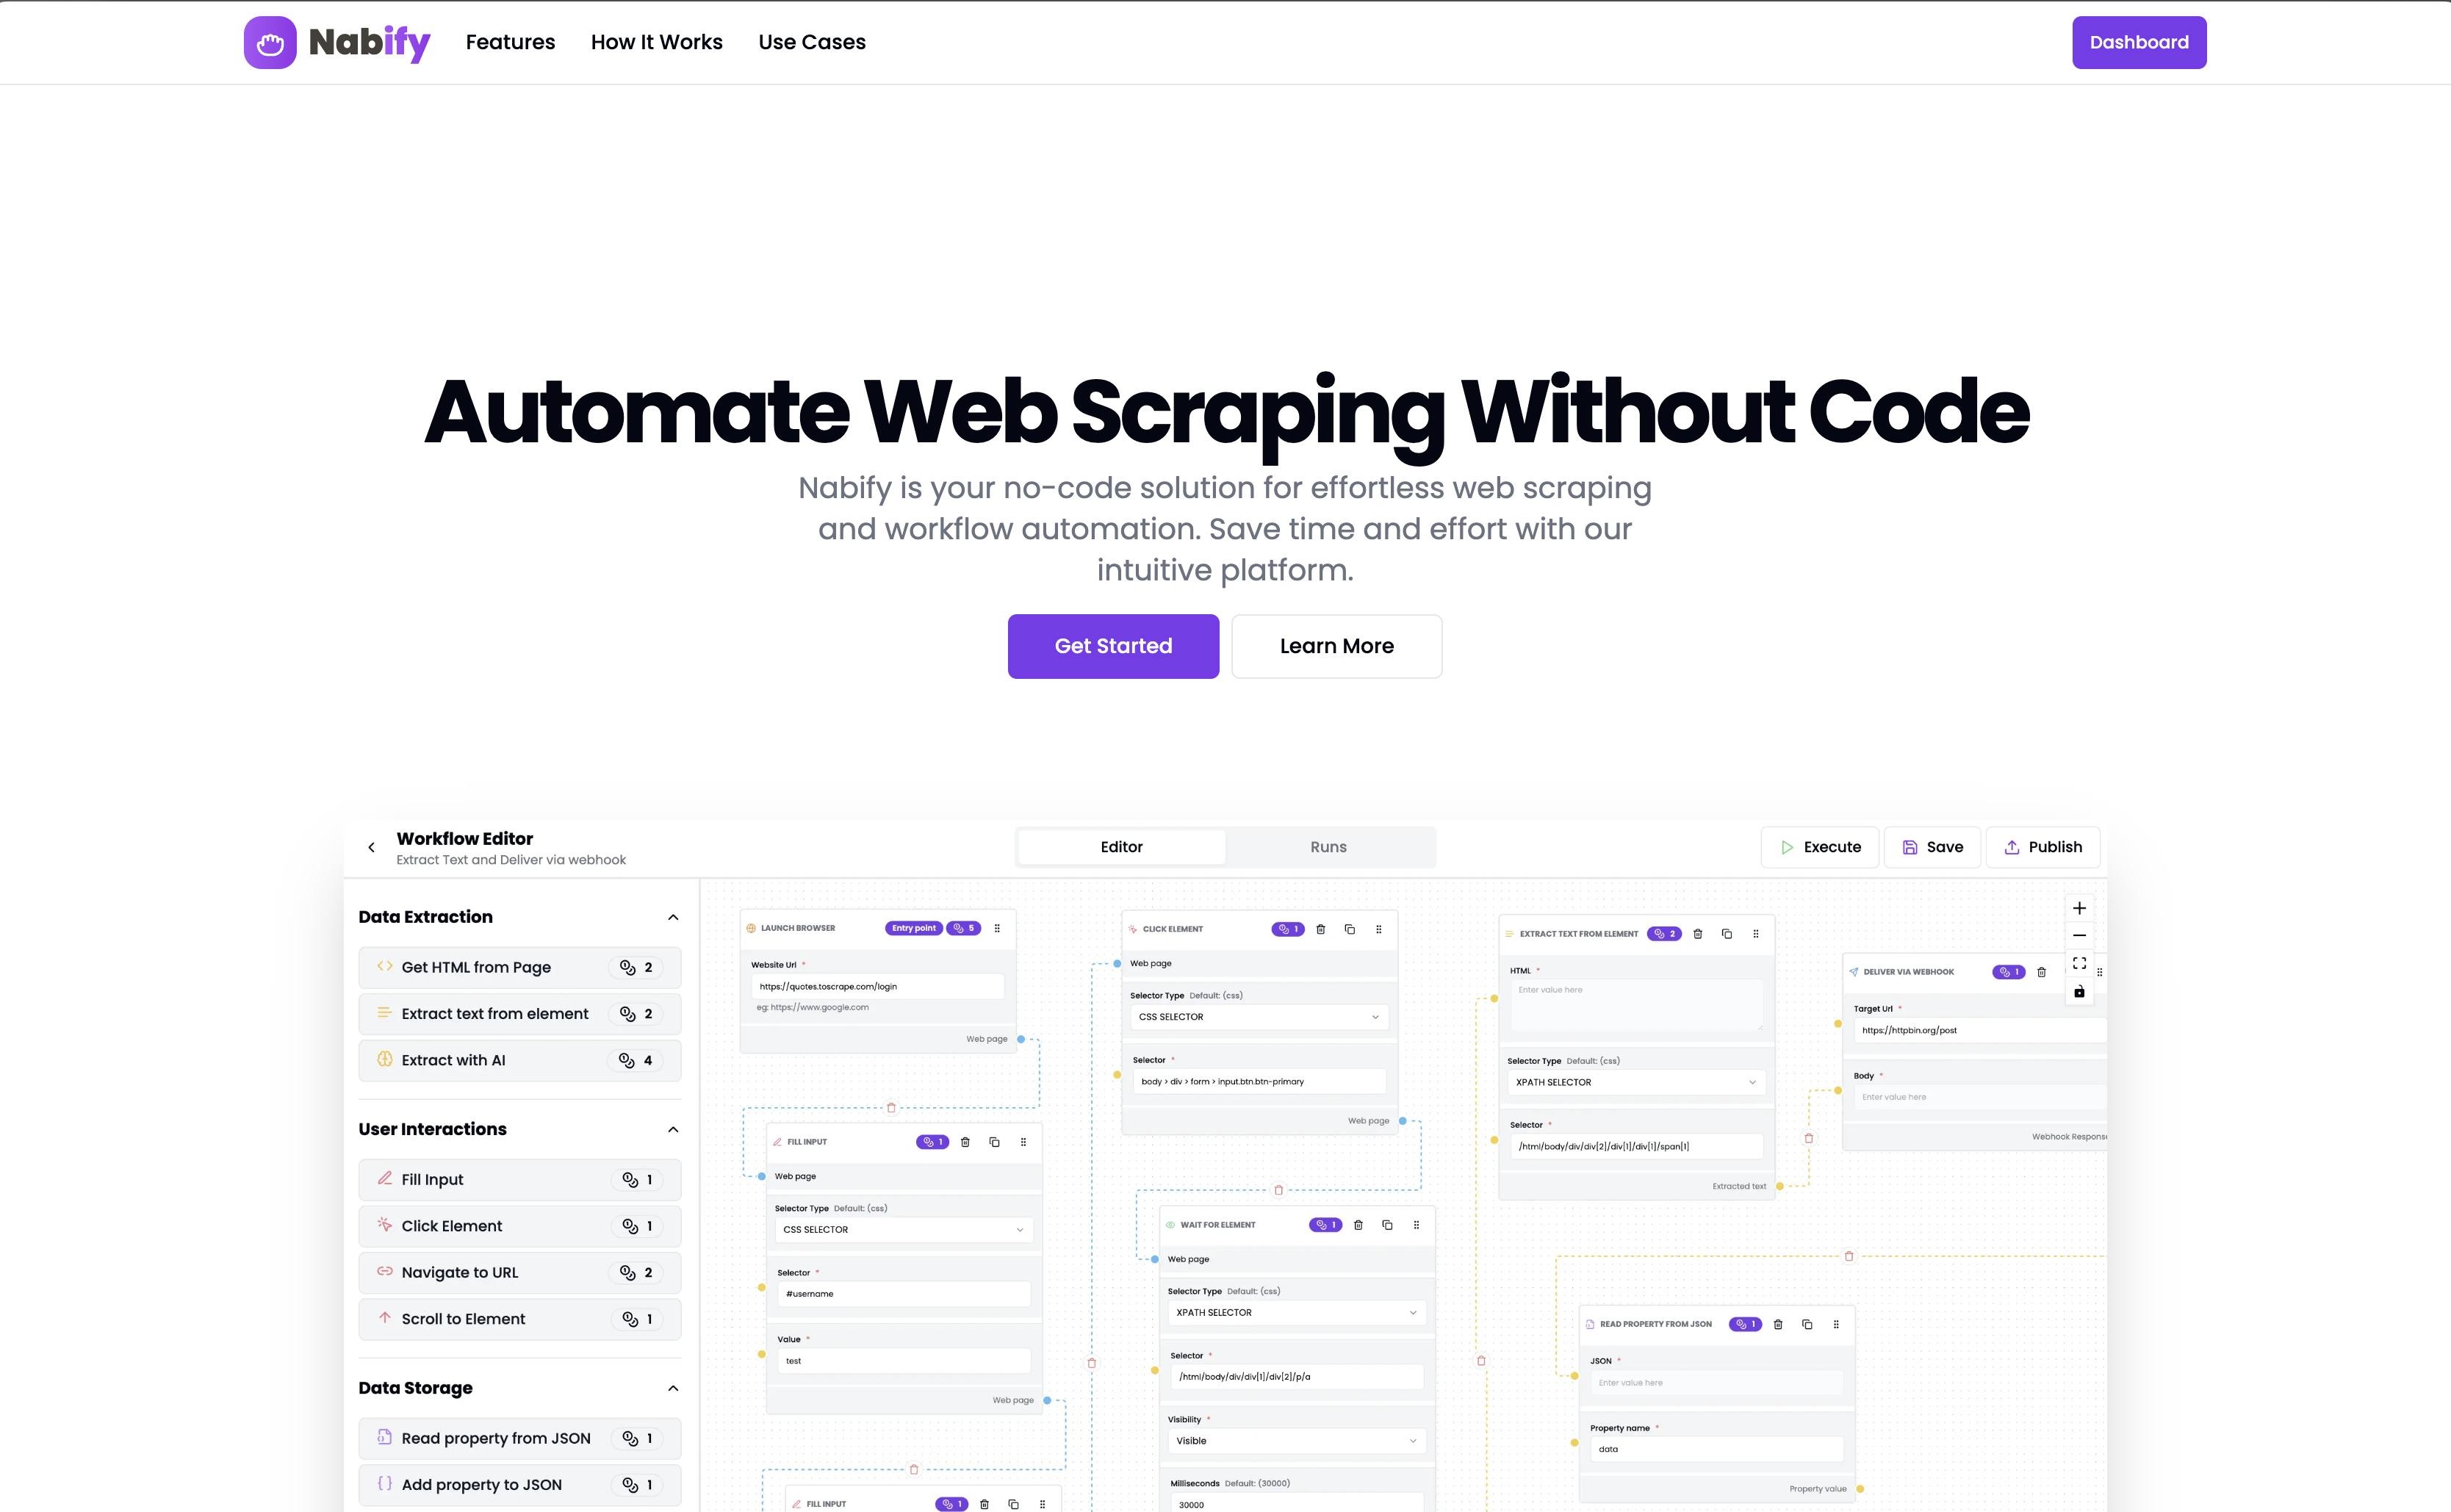 Nabify
Features
How It Works
Use Cases
Dashboard
Automate Web Scraping Without Code
Nabify is your no-code solution for effortless web scraping
and workflow automation. Save time and effort with our
intuitive platform.
Get Started
Learn More
Workflow Editor
Extract Text and Deliver via webhook
Editor
Runs
Execute
Save
Publish
Data Extraction
Get HTML from Page 2
Extract text from element 2
Extract with AI 4
User Interactions
Fill Input 1
Click Element 1
Navigate to URL 2
Scroll to Element 1
Data Storage
Read property from JSON 1
Add property to JSON 1
LAUNCH BROWSER Entry point 5
Website Url *
https://quotes.toscrape.com/login
eg: https://www.google.com
Web page
FILL INPUT 1
Web page
Selector Type Default: (css)
CSS SELECTOR
Selector *
#username
Value *
test
Web page
FILL INPUT 1
CLICK ELEMENT 1
Web page
Selector Type Default: (css)
CSS SELECTOR
Selector *
body > div > form > input.btn.btn-primary
Web page
WAIT FOR ELEMENT 1
Web page
Selector Type Default: (css)
XPATH SELECTOR
Selector *
/html/body/div/div[1]/div[2]/p/a
Visibility *
Visible
Milliseconds Default: (30000)
30000
EXTRACT TEXT FROM ELEMENT 2
HTML *
Enter value here
Selector Type Default: (css)
XPATH SELECTOR
Selector *
/html/body/div/div[2]/div[1]/div[1]/span[1]
Extracted text
DELIVER VIA WEBHOOK 1
Target Url *
https://httpbin.org/post
Body *
Enter value here
Webhook Response
READ PROPERTY FROM JSON 1
JSON *
Enter value here
Property name *
data
Property value